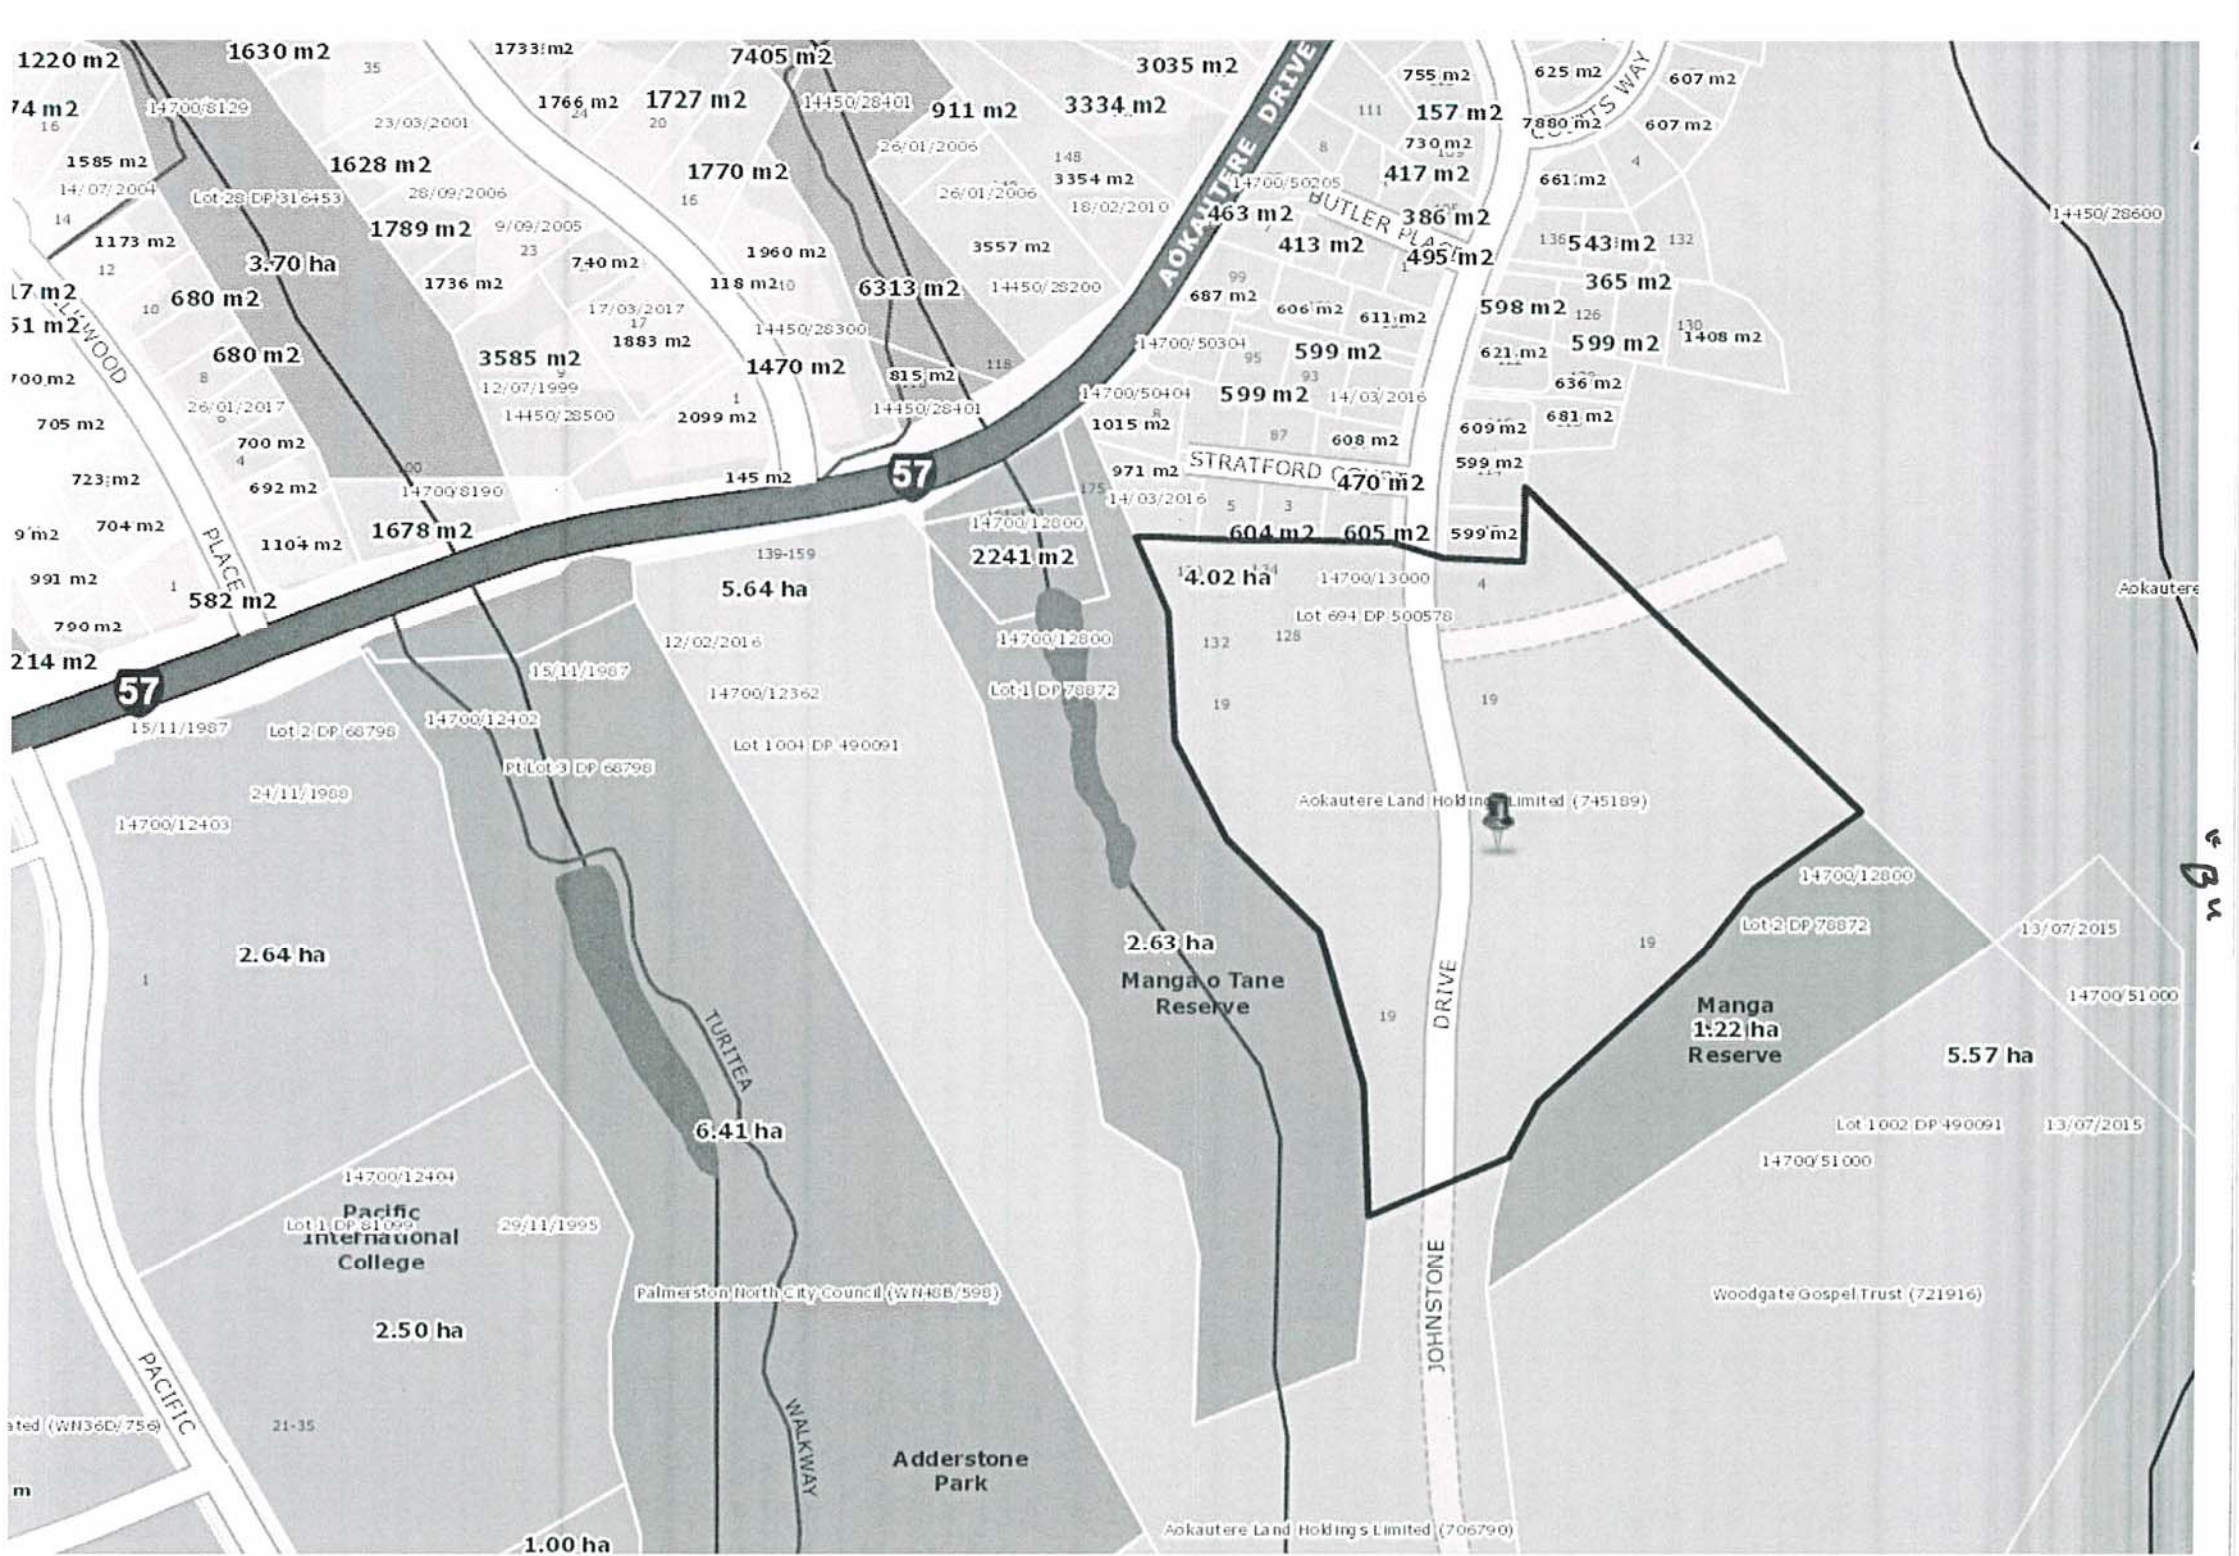 1220 m2
1630 m2
1733 m2
7405 m2
3035 m2
755 m2
625 m2
607 m2
35
74 m2
16
14700/8129
1766 m2
24
1727 m2
20
14450/28401
911 m2
3334 m2
111
157 m2
7880 m2
607 m2
23/03/2001
AOKAUTERE DRIVE
1585 m2
1628 m2
1770 m2
26/01/2006
148
3354 m2
8
730 m2
417 m2
661 m2
4
14/07/2004
Lot 28 DP 316453
28/09/2006
16
26/01/2006
18/02/2010
14700/50205
BUTLER PLACE
463 m2
386 m2
14450/28600
14
1173 m2
1789 m2
9/09/2005
23
740 m2
1960 m2
3557 m2
413 m2
495 m2
136
543 m2
132
12
3.70 ha
1736 m2
118 m2
10
6313 m2
14450/28200
99
687 m2
365 m2
17 m2
680 m2
10
17/03/2017
17
606 m2
611 m2
598 m2
126
130
1408 m2
51 m2
680 m2
3585 m2
1883 m2
14450/28300
14700/50304
95
599 m2
621 m2
599 m2
700 m2
8
9
12/07/1999
1470 m2
815 m2
118
93
636 m2
26/01/2017
14450/28500
1
2099 m2
14450/28401
14700/50404
8
599 m2
14/03/2016
681 m2
705 m2
700 m2
1015 m2
87
608 m2
609 m2
4
723 m2
692 m2
14700/8190
145 m2
57
175
971 m2
STRATFORD COURT
470 m2
599 m2
14/03/2016
5
3
9 m2
704 m2
PLACE
1104 m2
1678 m2
139-159
14700/12800
2241 m2
604 m2
605 m2
599 m2
991 m2
1
582 m2
5.64 ha
4.02 ha
14700/13000
4
Aokautere
790 m2
Lot 694 DP 500578
214 m2
12/02/2016
14700/12800
132
128
57
15/11/1987
14700/12362
Lot 1 DP 78872
19
19
15/11/1987
Lot 2 DP 68798
14700/12402
Lot 1004 DP 490091
Pt Lot 3 DP 68798
24/11/1988
Aokautere Land Holdings Limited (745189)
14700/12403
14700/12800
Lot 2 DP 78872
13/07/2015
2.64 ha
1
2.63 ha
19
Manga o Tane
Reserve
DRIVE
19
14700/51000
Manga
1.22 ha
Reserve
5.57 ha
TURITEA
6.41 ha
Lot 1002 DP 490091
13/07/2015
14700/51000
14700/12404
Pacific
Lot 1 DP 81099
29/11/1995
International
College
JOHNSTONE
Palmerston North City Council (WN48B/598)
Woodgate Gospel Trust (721916)
2.50 ha
PACIFIC
WALKWAY
ated (WN36D/756)
21-35
Adderstone
Park
m
1.00 ha
Aokautere Land Holdings Limited (706790)